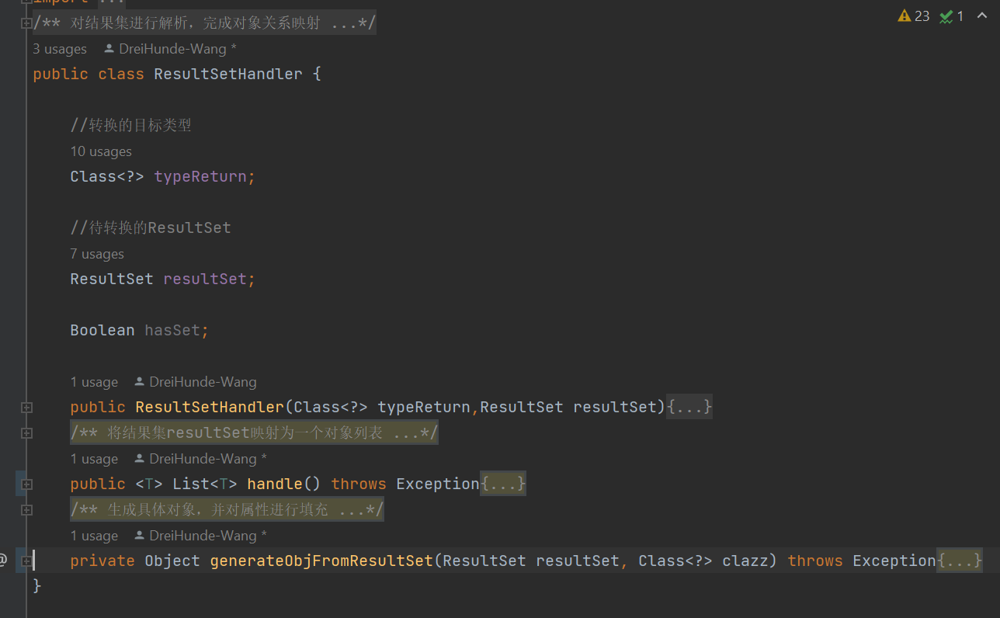 import ...
/** 对结果集进行解析，完成对象关系映射 ...*/
23 1
3 usages DreiHunde-Wang *
public class ResultSetHandler {
//转换的目标类型
10 usages
Class<?> typeReturn;
//待转换的ResultSet
7 usages
ResultSet resultSet;
Boolean hasSet;
1 usage DreiHunde-Wang
public ResultSetHandler(Class<?> typeReturn,ResultSet resultSet){...}
/** 将结果集resultSet映射为一个对象列表 ...*/
1 usage DreiHunde-Wang *
public <T> List<T> handle() throws Exception{...}
/** 生成具体对象，并对属性进行填充 ...*/
1 usage DreiHunde-Wang *
@ private Object generateObjFromResultSet(ResultSet resultSet, Class<?> clazz) throws Exception{...}
}